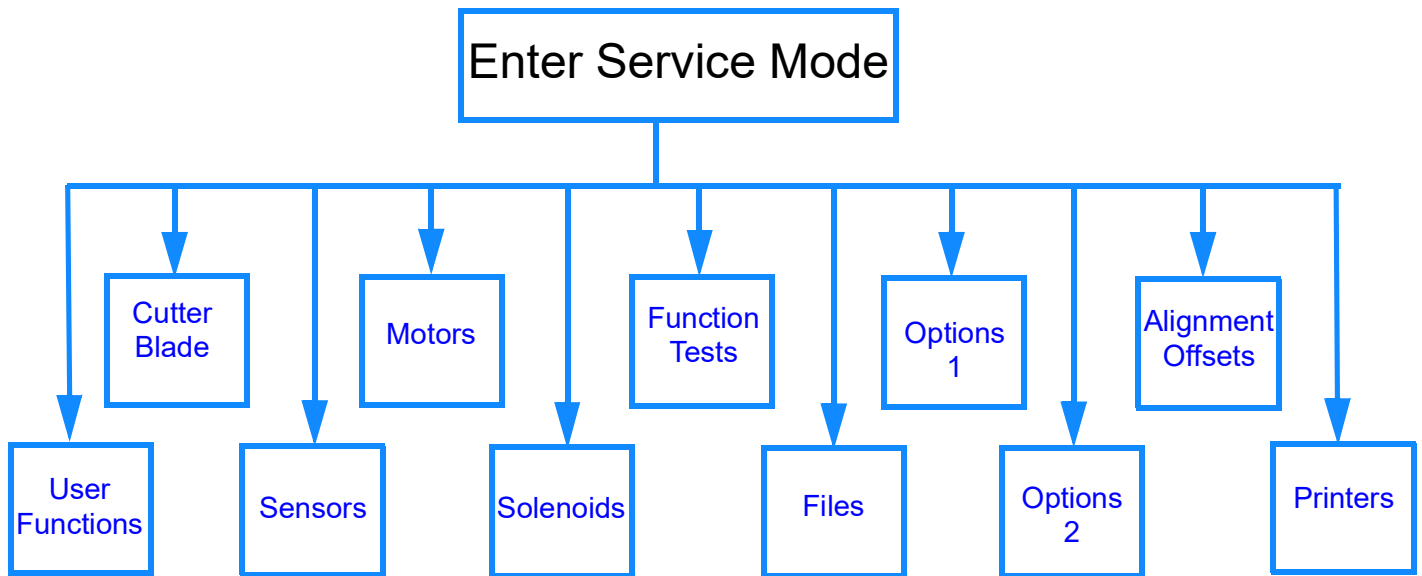 Enter Service Mode
Cutter
Blade
Motors
Function
Tests
Options
1
Alignment
Offsets
User
Functions
Sensors
Solenoids
Files
Options
2
Printers